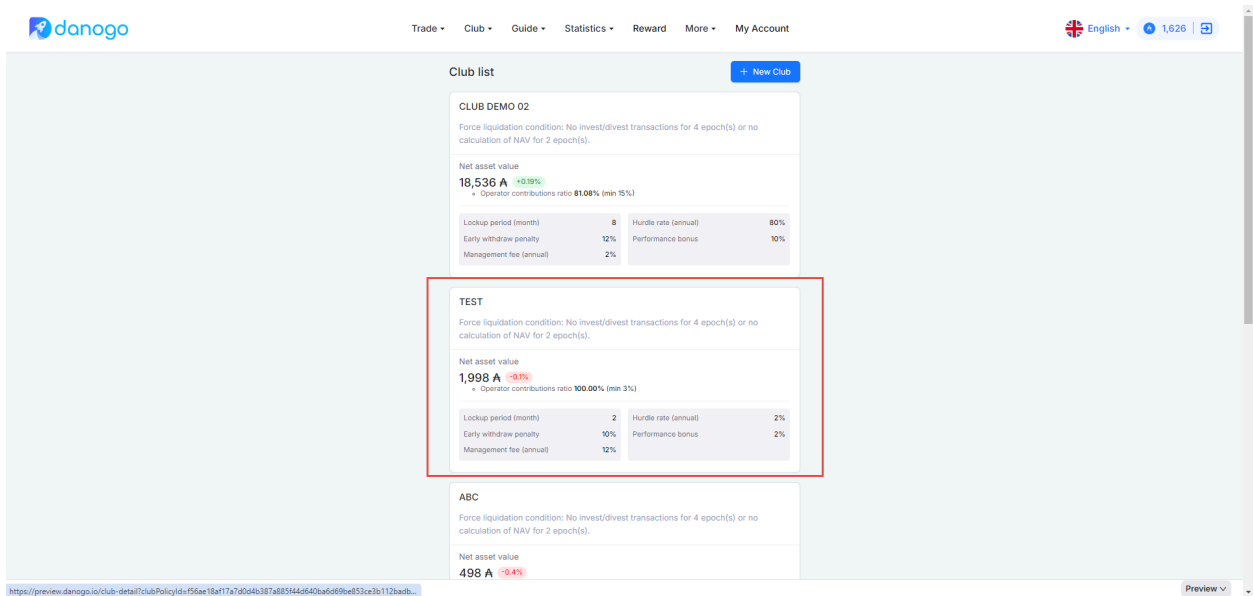 danogo
Trade Club Guide Statistics Reward More My Account
English 1,626
Club list
+ New Club
CLUB DEMO 02
Force liquidation condition: No invest/divest transactions for 4 epoch(s) or no
calculation of NAV for 2 epoch(s).
Net asset value
18,536 ₳ +0.19%
Operator contributions ratio 81.08% (min 15%)
Lockup period (month) 8 Hurdle rate (annual) 80%
Early withdraw penalty 12% Performance bonus 10%
Management fee (annual) 2%
TEST
Force liquidation condition: No invest/divest transactions for 4 epoch(s) or no
calculation of NAV for 2 epoch(s).
Net asset value
1,998 ₳ -0.1%
Operator contributions ratio 100.00% (min 3%)
Lockup period (month) 2 Hurdle rate (annual) 2%
Early withdraw penalty 10% Performance bonus 2%
Management fee (annual) 12%
ABC
Force liquidation condition: No invest/divest transactions for 4 epoch(s) or no
calculation of NAV for 2 epoch(s).
Net asset value
498 ₳ -0.4%
https://preview.danogo.io/club-detail?clubPolicyId=f56ae18af17a7d0d4b387a885f44d640ba6d69be853ce3b112badb...
Preview